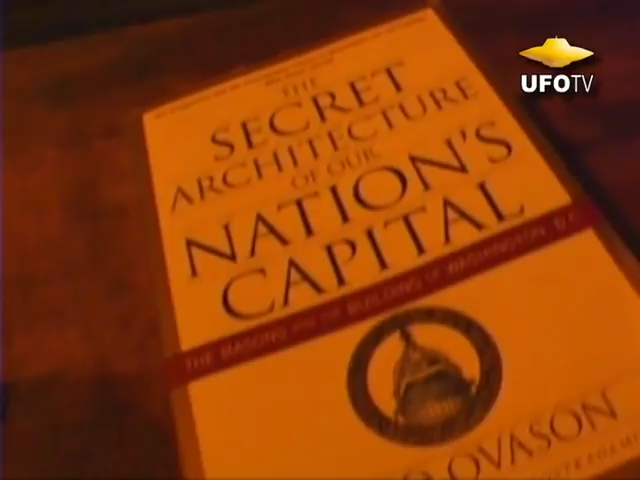 UFOTV
THE
SECRET
ARCHITECTURE
OF OUR
NATION'S
CAPITAL
THE MASONS AND THE BUILDING OF WASHINGTON, D.C.
OVASON